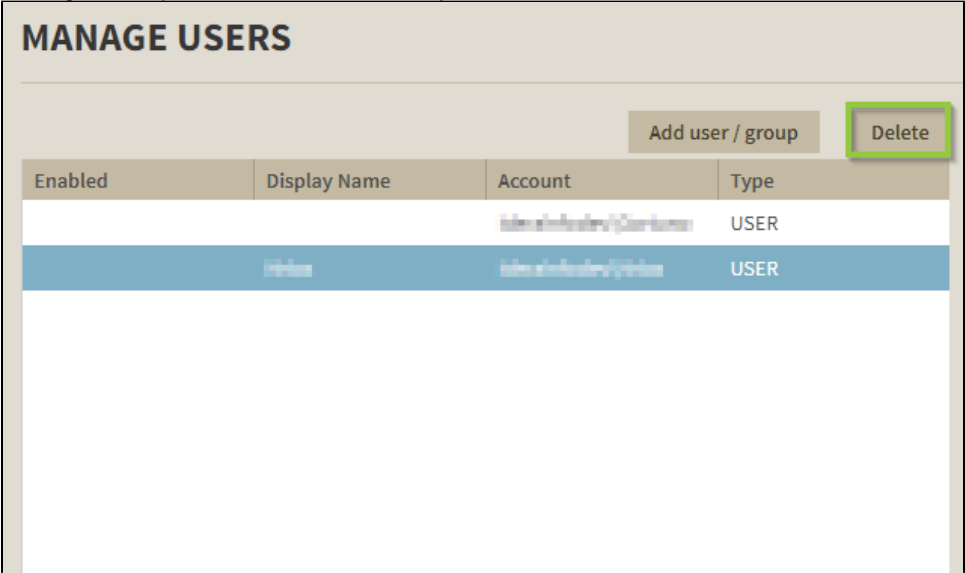 MANAGE USERS
Add user / group Delete
Enabled Display Name Account Type
USER
USER